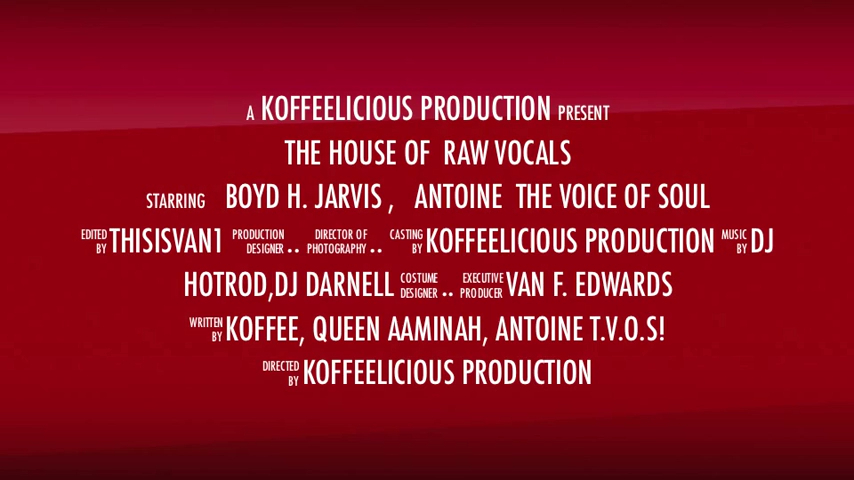 A KOFFEELICIOUS PRODUCTION PRESENT
THE HOUSE OF RAW VOCALS
STARRING BOYD H. JARVIS , ANTOINE THE VOICE OF SOUL
EDITED BY THISISVAN1 PRODUCTION DESIGNER .. DIRECTOR OF PHOTOGRAPHY .. CASTING BY KOFFEELICIOUS PRODUCTION MUSIC BY DJ
HOTROD,DJ DARNELL COSTUME DESIGNER .. EXECUTIVE PRODUCER VAN F. EDWARDS
WRITTEN BY KOFFEE, QUEEN AAMINAH, ANTOINE T.V.O.S!
DIRECTED BY KOFFEELICIOUS PRODUCTION